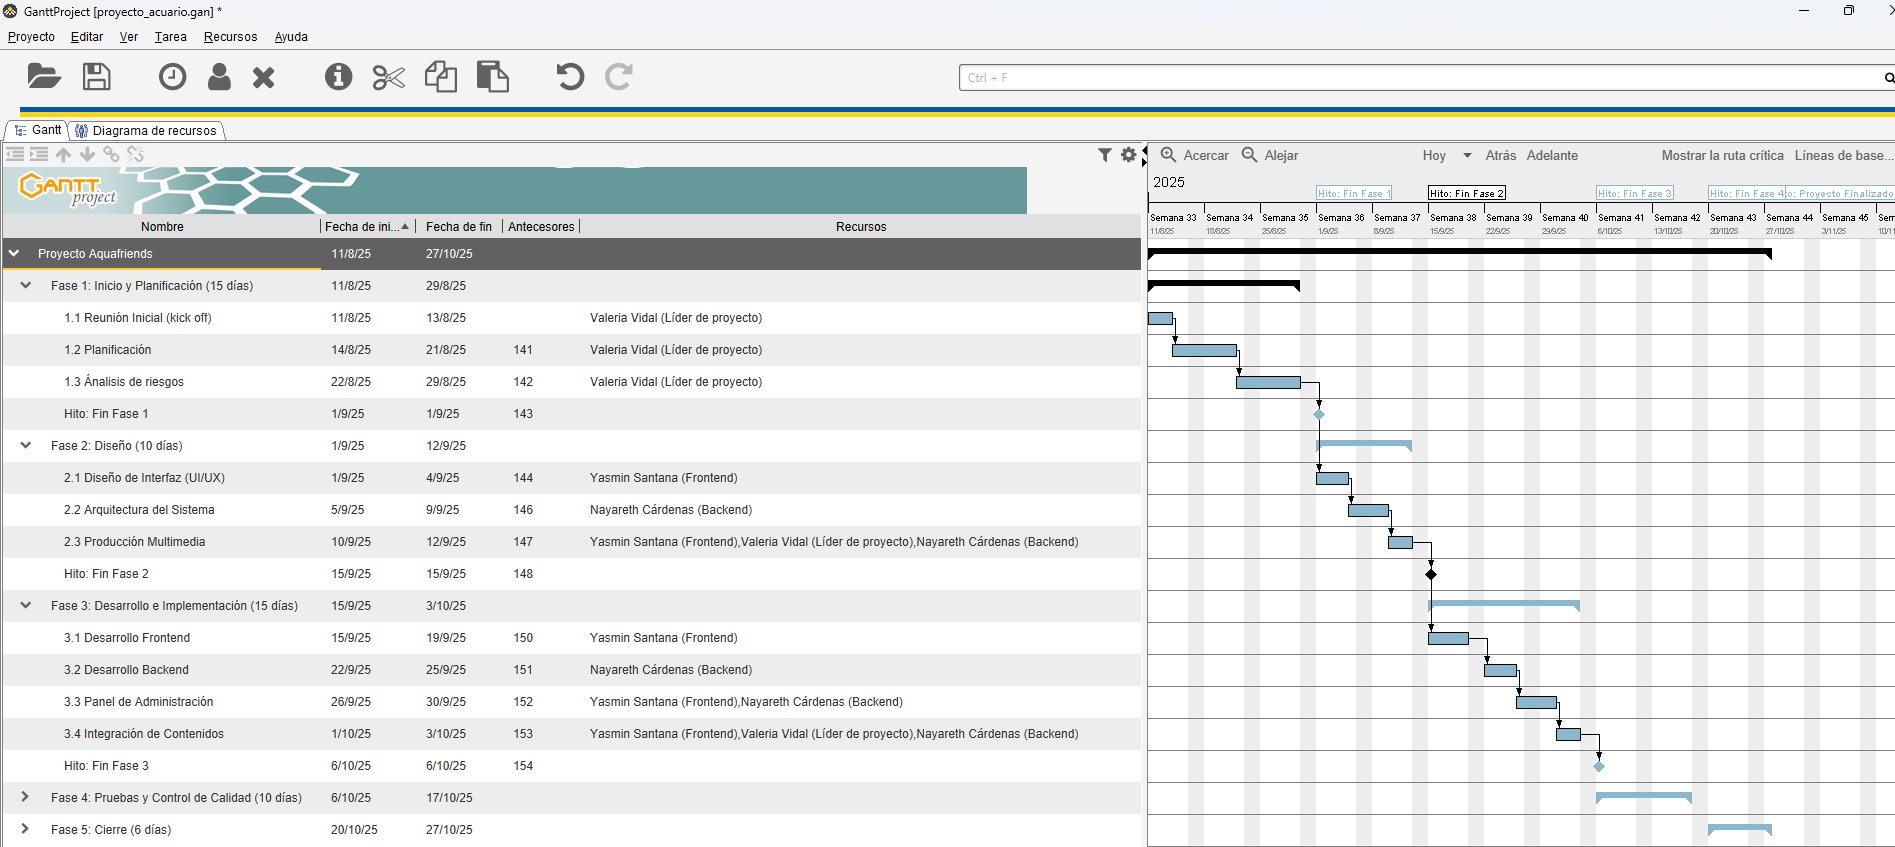 GanttProject [proyecto_acuario.gan] *
Proyecto Editar Ver Tarea Recursos Ayuda
Ctrl + F
Gantt Diagrama de recursos
Acercar Alejar Hoy Atrás Adelante Mostrar la ruta crítica Líneas de base...
GANTT project
2025
Hito: Fin Fase 1 Hito: Fin Fase 2 Hito: Fin Fase 3 Hito: Fin Fase 4 to: Proyecto Finalizado
Nombre Fecha de ini... Fecha de fin Antecesores Recursos
Semana 33 Semana 34 Semana 35 Semana 36 Semana 37 Semana 38 Semana 39 Semana 40 Semana 41 Semana 42 Semana 43 Semana 44 Semana 45 Semana
11/8/25 18/8/25 25/8/25 1/9/25 8/9/25 15/9/25 22/9/25 29/9/25 6/10/25 13/10/25 20/10/25 27/10/25 3/11/25 10/11
Proyecto Aquafriends 11/8/25 27/10/25
Fase 1: Inicio y Planificación (15 días) 11/8/25 29/8/25
1.1 Reunión Inicial (kick off) 11/8/25 13/8/25 Valeria Vidal (Líder de proyecto)
1.2 Planificación 14/8/25 21/8/25 141 Valeria Vidal (Líder de proyecto)
1.3 Ánalisis de riesgos 22/8/25 29/8/25 142 Valeria Vidal (Líder de proyecto)
Hito: Fin Fase 1 1/9/25 1/9/25 143
Fase 2: Diseño (10 días) 1/9/25 12/9/25
2.1 Diseño de Interfaz (UI/UX) 1/9/25 4/9/25 144 Yasmin Santana (Frontend)
2.2 Arquitectura del Sistema 5/9/25 9/9/25 146 Nayareth Cárdenas (Backend)
2.3 Producción Multimedia 10/9/25 12/9/25 147 Yasmin Santana (Frontend),Valeria Vidal (Líder de proyecto),Nayareth Cárdenas (Backend)
Hito: Fin Fase 2 15/9/25 15/9/25 148
Fase 3: Desarrollo e Implementación (15 días) 15/9/25 3/10/25
3.1 Desarrollo Frontend 15/9/25 19/9/25 150 Yasmin Santana (Frontend)
3.2 Desarrollo Backend 22/9/25 25/9/25 151 Nayareth Cárdenas (Backend)
3.3 Panel de Administración 26/9/25 30/9/25 152 Yasmin Santana (Frontend),Nayareth Cárdenas (Backend)
3.4 Integración de Contenidos 1/10/25 3/10/25 153 Yasmin Santana (Frontend),Valeria Vidal (Líder de proyecto),Nayareth Cárdenas (Backend)
Hito: Fin Fase 3 6/10/25 6/10/25 154
Fase 4: Pruebas y Control de Calidad (10 días) 6/10/25 17/10/25
Fase 5: Cierre (6 días) 20/10/25 27/10/25